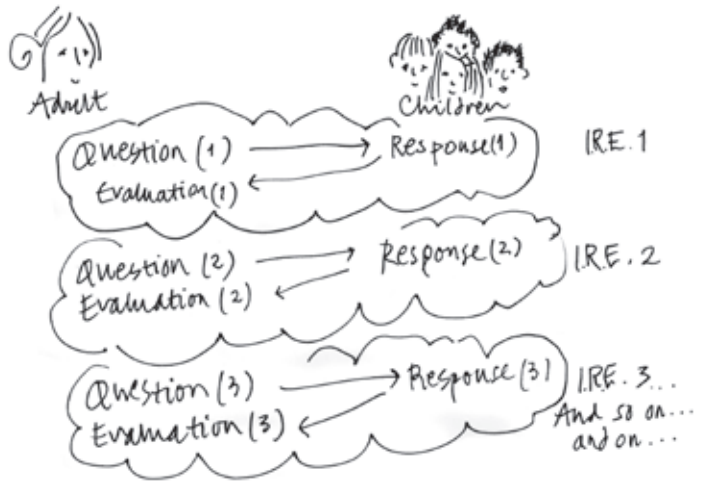 Adult
Children
Question (1)
Response(1)
I.R.E. 1
Evaluation(1)
Question (2)
Response(2)
I.R.E. 2
Evaluation (2)
Question (3)
Response(3)
I.R.E. 3...
Evaluation (3)
And so on...
and on...